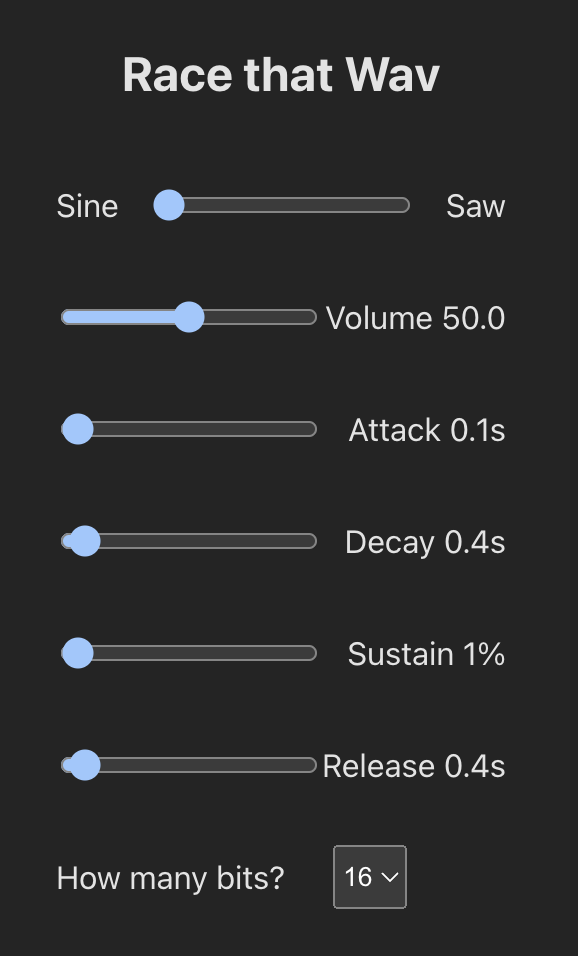 Race that Wav
Sine Saw
Volume 50.0
Attack 0.1s
Decay 0.4s
Sustain 1%
Release 0.4s
How many bits? 16